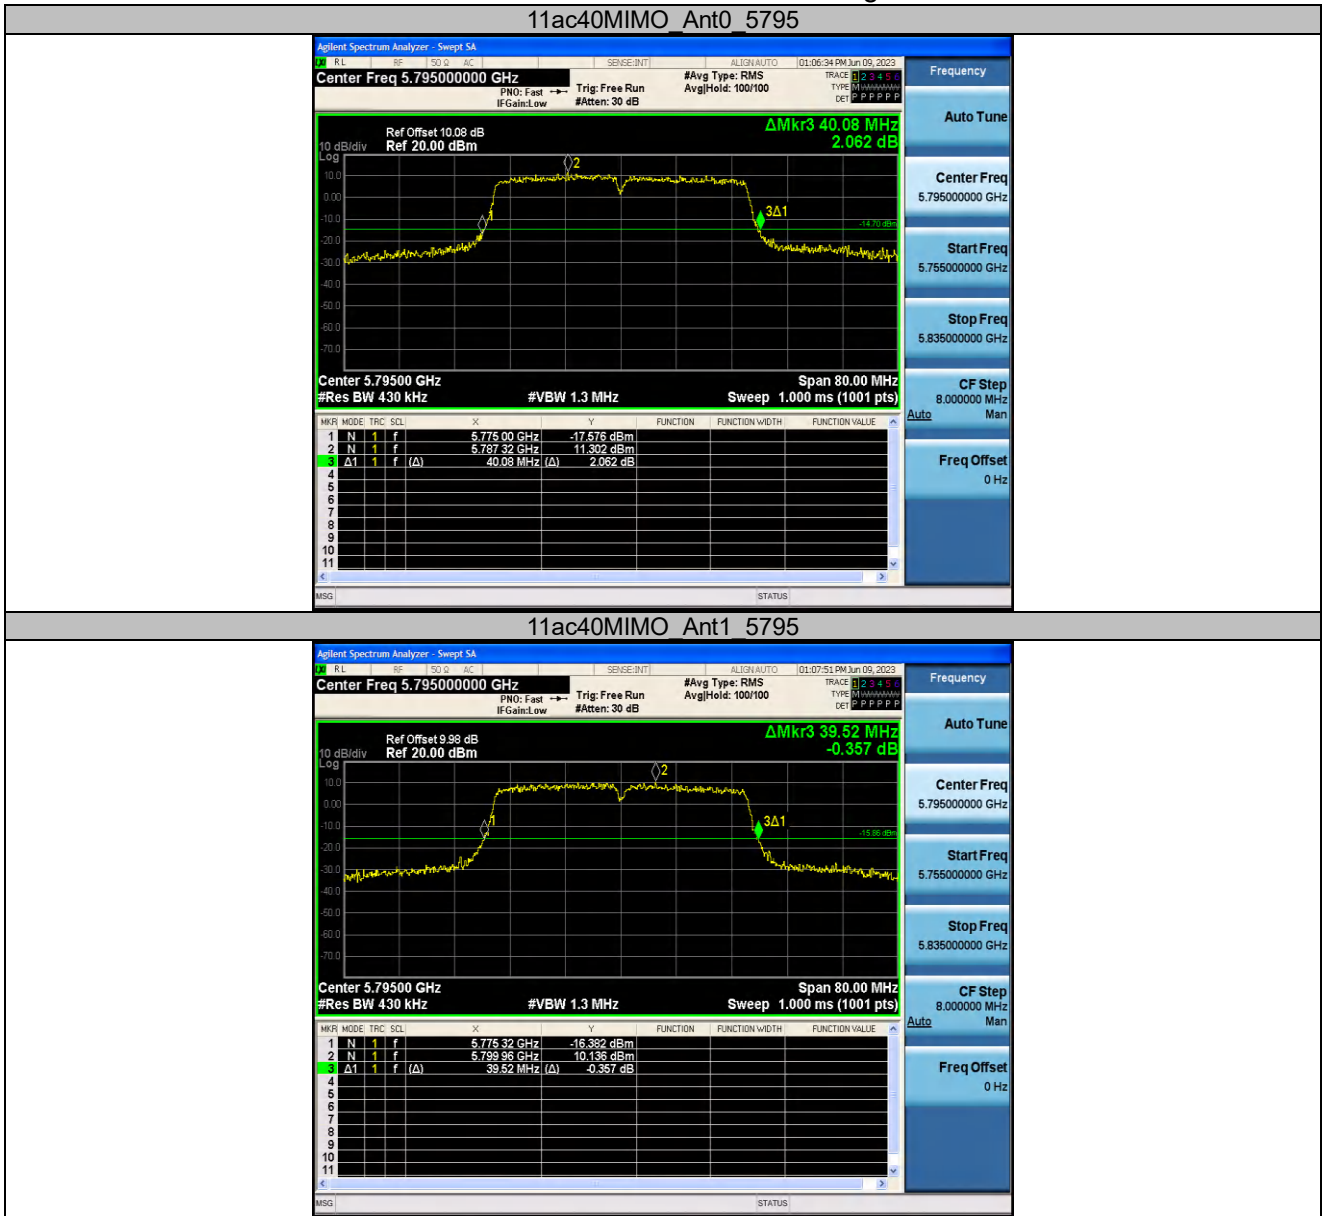 11ac40MIMO_Ant0_5795
Agilent Spectrum Analyzer - Swept SA
RL RF 50 Ω AC SENSE:INT ALIGNAUTO 01:06:34 PM Jun 09, 2023
Center Freq 5.795000000 GHz #Avg Type: RMS TRACE 1 2 3 4 5 6
PNO: Fast Trig: Free Run Avg|Hold: 100/100 TYPE M
IFGain:Low #Atten: 30 dB DET P P P P P P
Frequency
Auto Tune
ΔMkr3 40.08 MHz
2.062 dB
Ref Offset 10.08 dB
10 dB/div Ref 20.00 dBm
Log
10.0
0.00
-10.0
-20.0
-30.0
-40.0
-50.0
-60.0
-70.0
2
1
3Δ1
-14.70 dBm
Center 5.79500 GHz Span 80.00 MHz
#Res BW 430 kHz #VBW 1.3 MHz Sweep 1.000 ms (1001 pts)
Center Freq
5.795000000 GHz
Start Freq
5.755000000 GHz
Stop Freq
5.835000000 GHz
CF Step
8.000000 MHz
Auto Man
Freq Offset
0 Hz
MKR MODE TRC SCL X Y FUNCTION FUNCTION WIDTH FUNCTION VALUE
1 N 1 f 5.775 00 GHz -17.576 dBm
2 N 1 f 5.787 32 GHz 11.302 dBm
3 Δ1 1 f (Δ) 40.08 MHz (Δ) 2.062 dB
4
5
6
7
8
9
10
11
MSG STATUS
11ac40MIMO_Ant1_5795
Agilent Spectrum Analyzer - Swept SA
RL RF 50 Ω AC SENSE:INT ALIGNAUTO 01:07:51 PM Jun 09, 2023
Center Freq 5.795000000 GHz #Avg Type: RMS TRACE 1 2 3 4 5 6
PNO: Fast Trig: Free Run Avg|Hold: 100/100 TYPE M
IFGain:Low #Atten: 30 dB DET P P P P P P
Frequency
Auto Tune
ΔMkr3 39.52 MHz
-0.357 dB
Ref Offset 9.98 dB
10 dB/div Ref 20.00 dBm
Log
10.0
0.00
-10.0
-20.0
-30.0
-40.0
-50.0
-60.0
-70.0
2
1
3Δ1
-15.86 dBm
Center 5.79500 GHz Span 80.00 MHz
#Res BW 430 kHz #VBW 1.3 MHz Sweep 1.000 ms (1001 pts)
Center Freq
5.795000000 GHz
Start Freq
5.755000000 GHz
Stop Freq
5.835000000 GHz
CF Step
8.000000 MHz
Auto Man
Freq Offset
0 Hz
MKR MODE TRC SCL X Y FUNCTION FUNCTION WIDTH FUNCTION VALUE
1 N 1 f 5.775 32 GHz -16.382 dBm
2 N 1 f 5.799 96 GHz 10.136 dBm
3 Δ1 1 f (Δ) 39.52 MHz (Δ) -0.357 dB
4
5
6
7
8
9
10
11
MSG STATUS